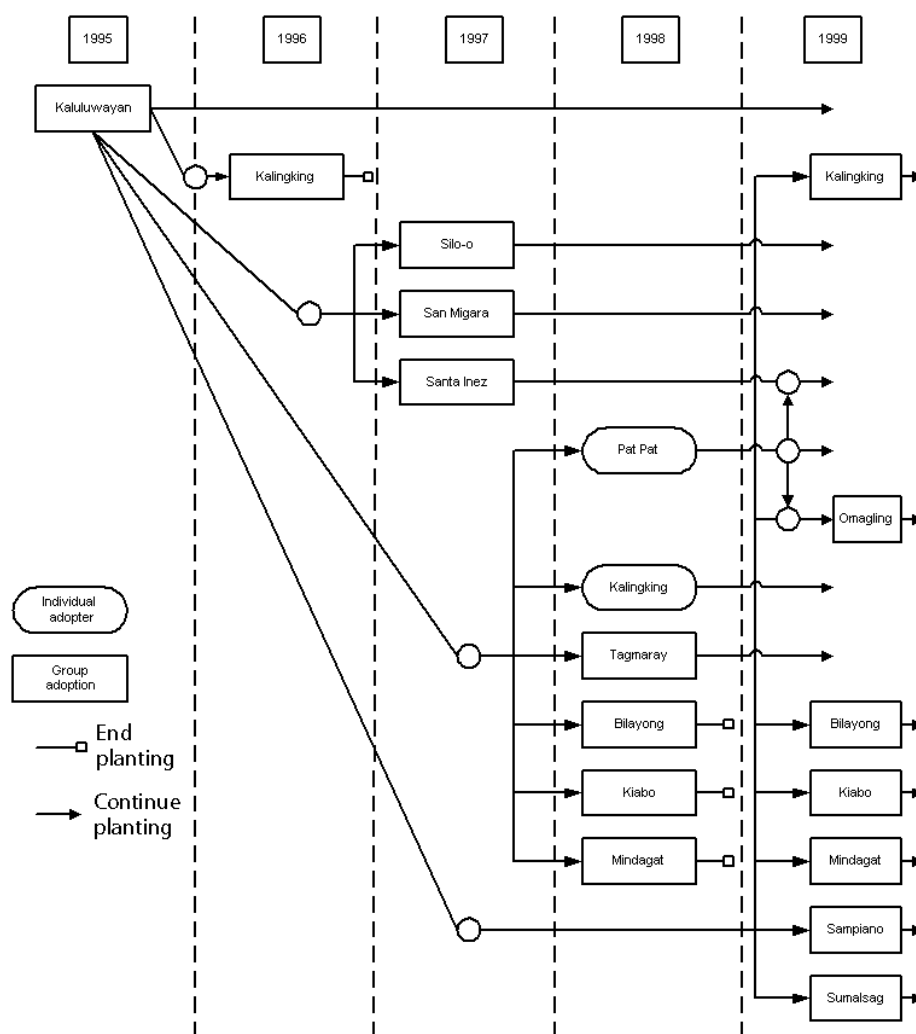 1995
1996
1997
1998
1999
Kaluluwayan
Kalingking
Kalingking
Silo-o
San Migara
Santa Inez
Pat Pat
Omagling
Kalingking
Tagmaray
Bilayong
Bilayong
Kiabo
Kiabo
Mindagat
Mindagat
Sampiano
Sumalsag
Individual
adopter
Group
adoption
End
planting
Continue
planting